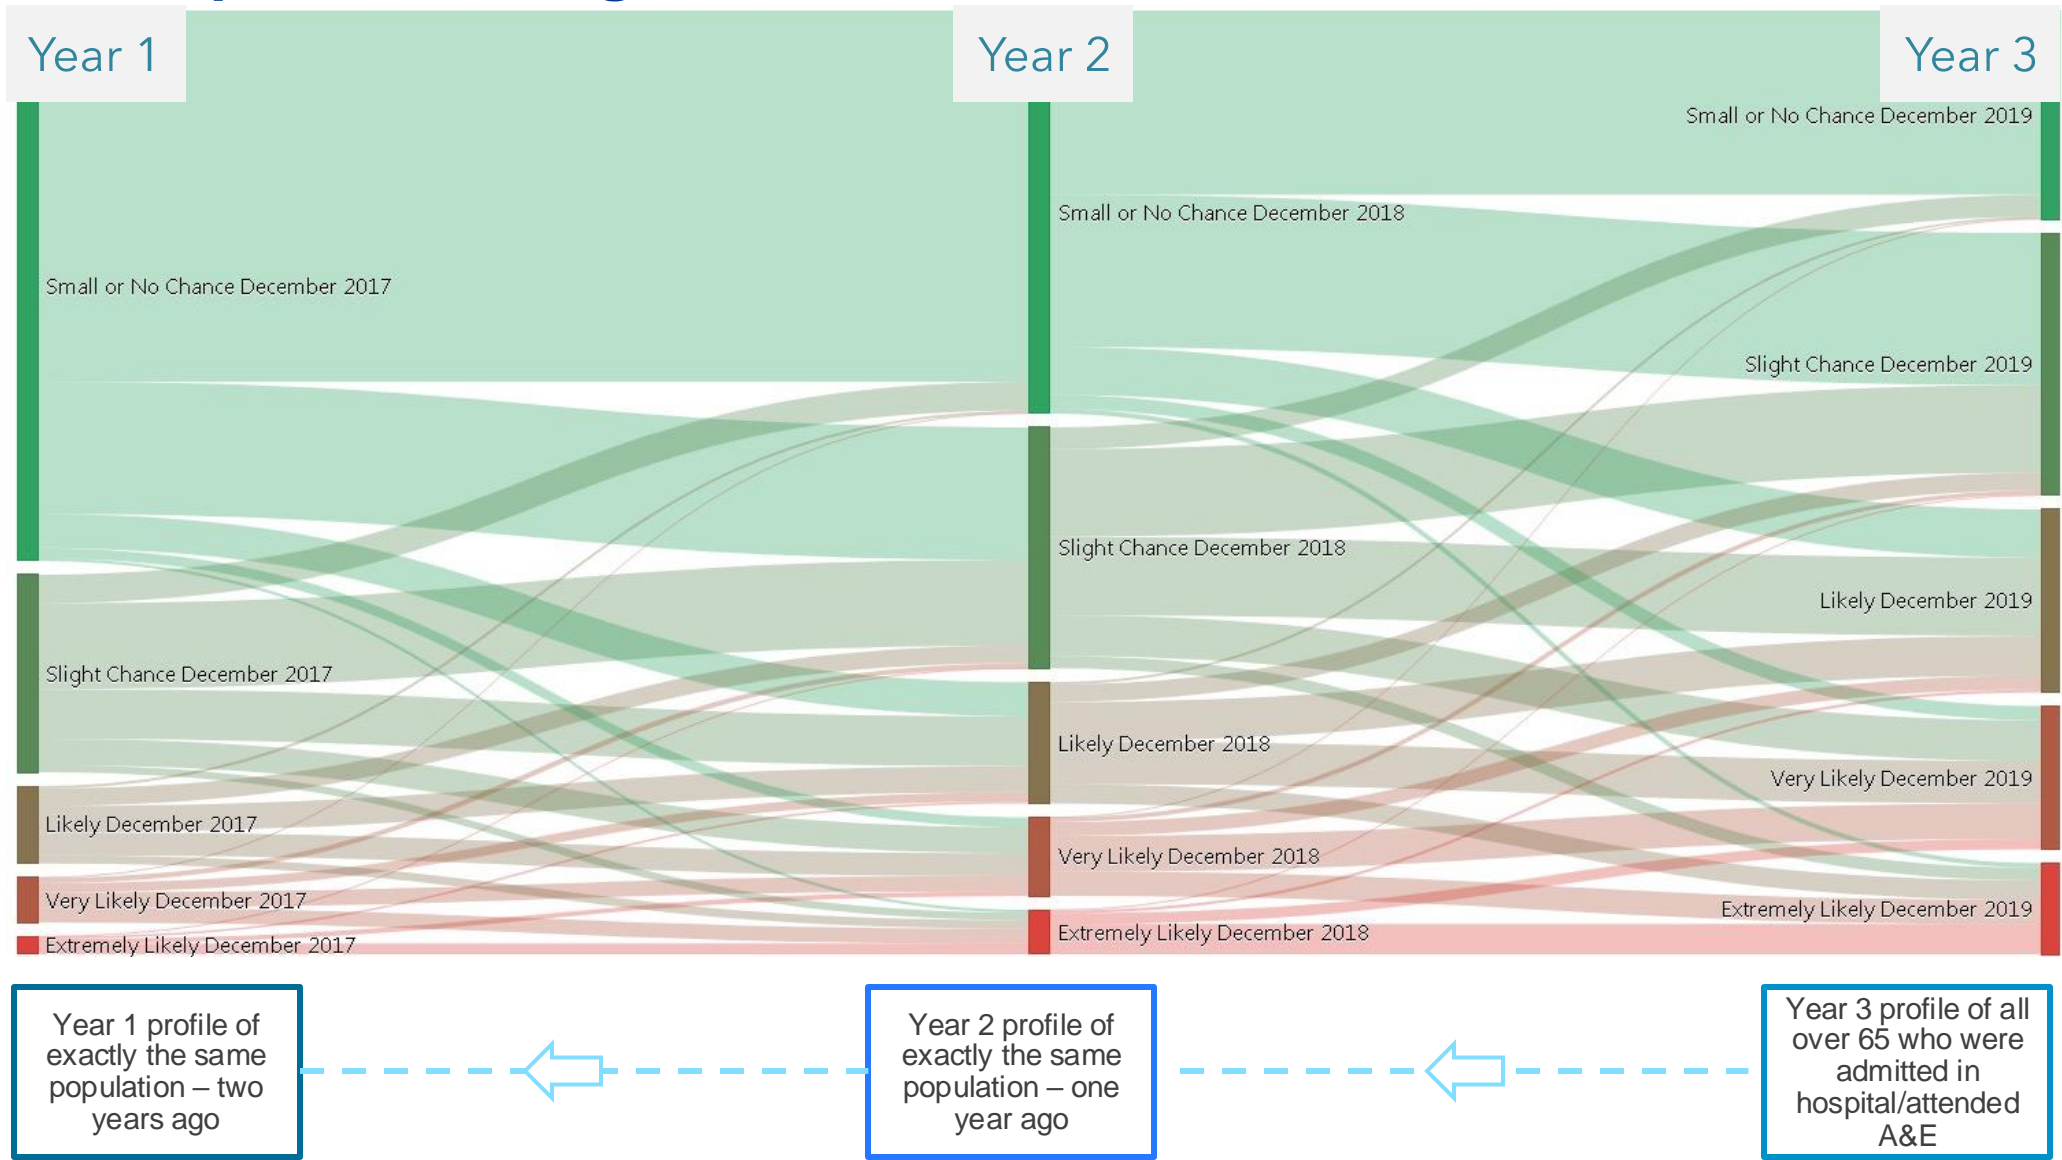 Year 1
Year 2
Year 3
Small or No Chance December 2019
Small or No Chance December 2018
Small or No Chance December 2017
Slight Chance December 2019
Slight Chance December 2018
Likely December 2019
Slight Chance December 2017
Likely December 2018
Very Likely December 2019
Likely December 2017
Very Likely December 2018
Very Likely December 2017
Extremely Likely December 2019
Extremely Likely December 2018
Extremely Likely December 2017
Year 1 profile of
exactly the same
population – two
years ago
Year 2 profile of
exactly the same
population – one
year ago
Year 3 profile of all
over 65 who were
admitted in
hospital/attended
A&E